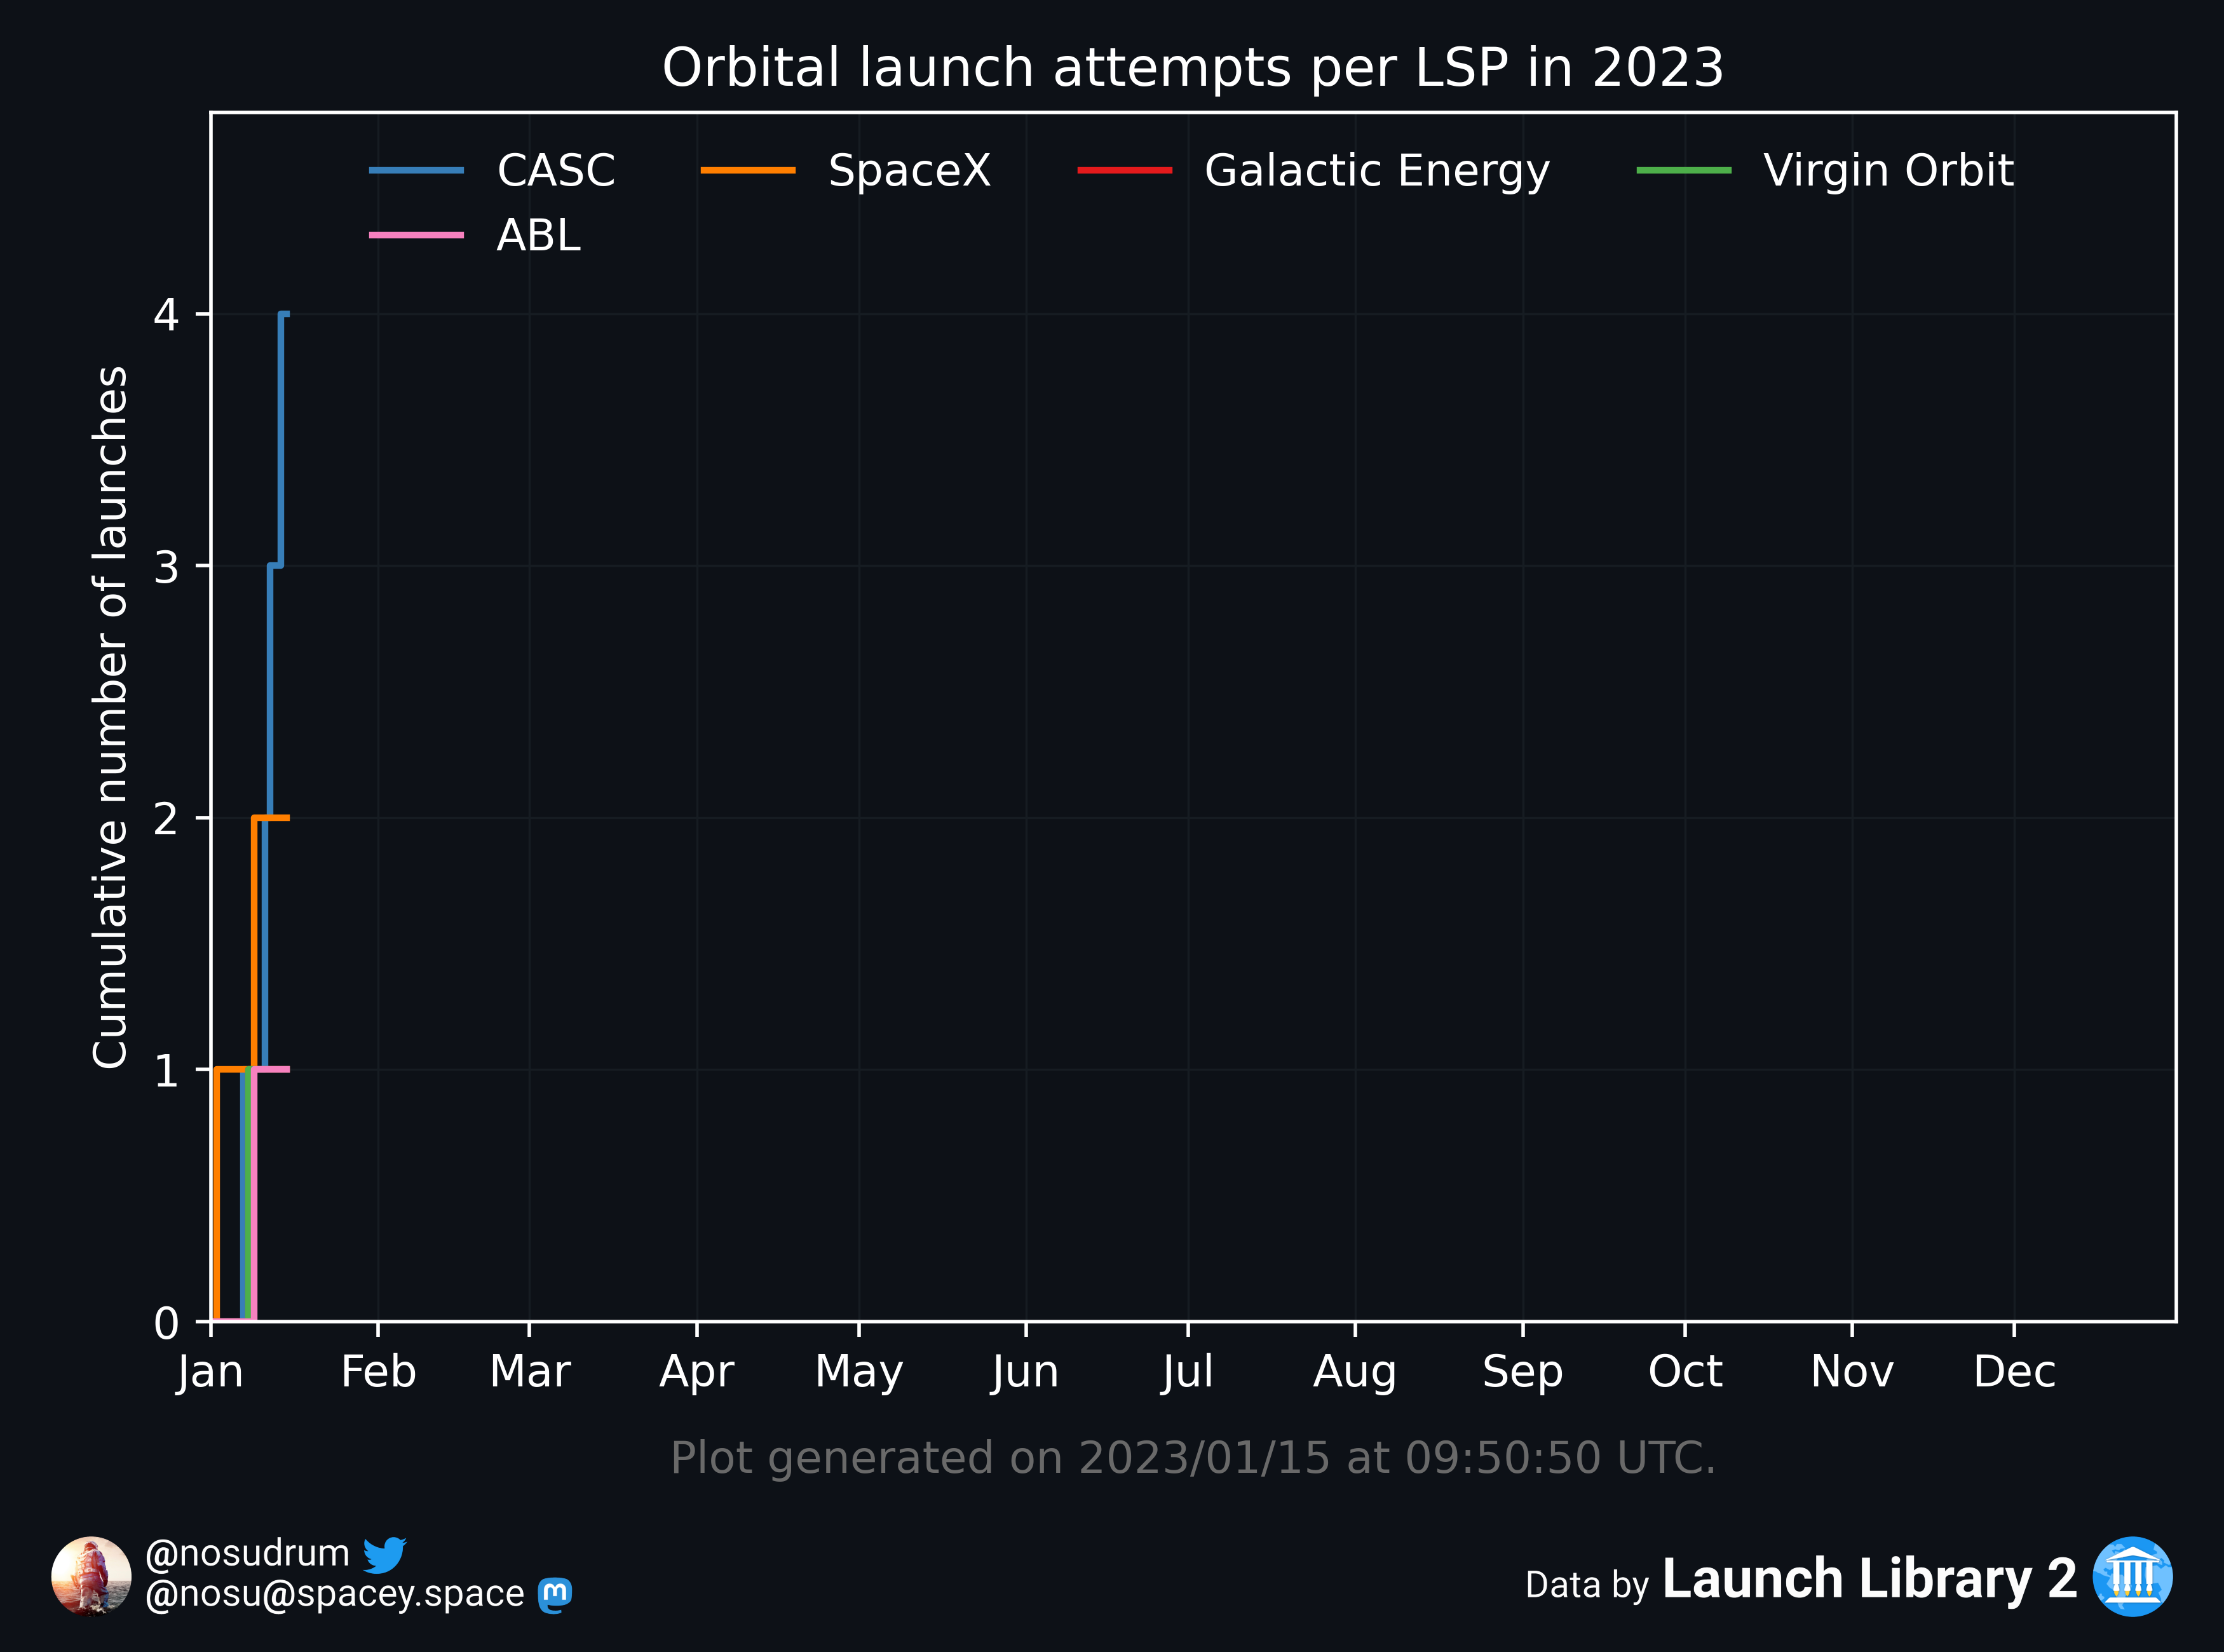 Orbital launch attempts per LSP in 2023
CASC SpaceX Galactic Energy Virgin Orbit
ABL
Cumulative number of launches
4
3
2
1
0
Jan Feb Mar Apr May Jun Jul Aug Sep Oct Nov Dec
Plot generated on 2023/01/15 at 09:50:50 UTC.
@nosudrum
@nosu@spacey.space
Data by Launch Library 2